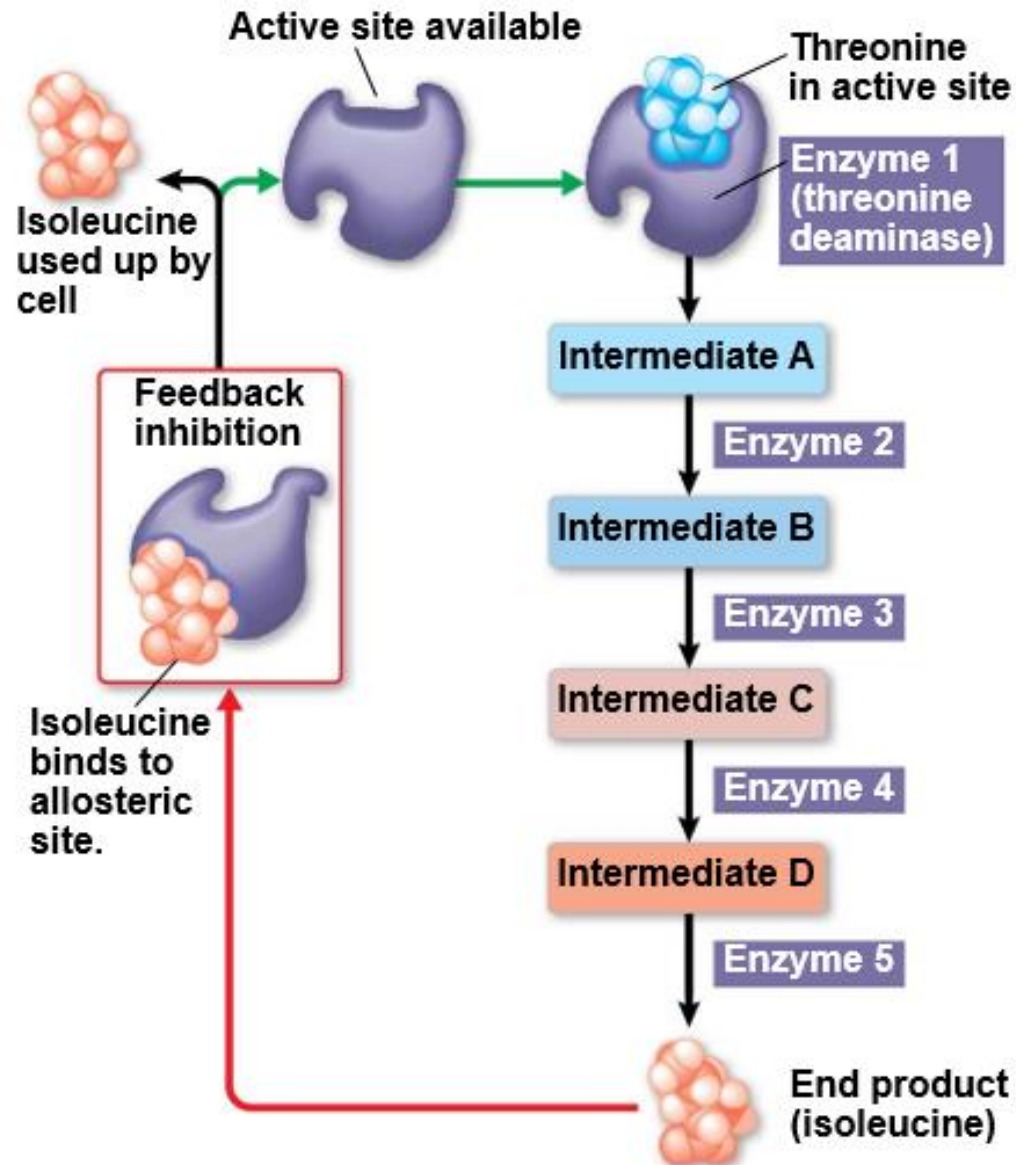 Active site available
Threonine
in active site
Enzyme 1
(threonine
deaminase)
Isoleucine
used up by
cell
Intermediate A
Feedback
inhibition
Enzyme 2
Intermediate B
Enzyme 3
Intermediate C
Isoleucine
binds to
allosteric
site.
Enzyme 4
Intermediate D
Enzyme 5
End product
(isoleucine)